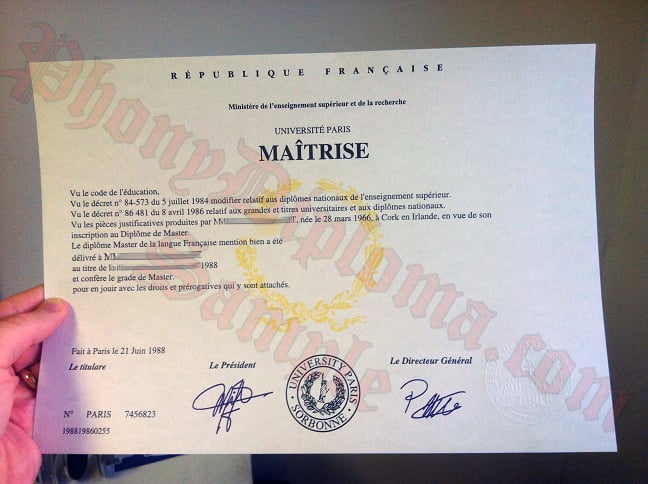 RÉPUBLIQUE FRANÇAISE
Ministère de l'enseignement supérieur et de la recherche
UNIVERSITÉ PARIS
MAÎTRISE
Vu le code de l'éducation,
Vu le décret n° 84-573 du 5 juillet 1984 modifier relatif aus diplômes nationaux de l'enseignement supérieur.
Vu le décret n° 86 481 du 8 avril 1986 relatif aux grandes et titres universitaires et aux diplômes nationaux.
Vu les pièces justificatives produites par , née le 28 mars 1966, à Cork en Irlande, en vue de son
inscription au Diplôme de Master.
Le diplôme Master de la langue Française mention bien a été
délivré à
au titre de 1988
et confère le grade de Master.
pour en jouir avec les droits et prérogatives qui y sont attachés.
PhonyDiploma.com
Sample
Fait à Paris le 21 Juin 1988
Le titulare
Le Président
Le Directeur Général
UNIVERSITY PARIS
SORBONNE
N° PARIS 7456823
198819860255